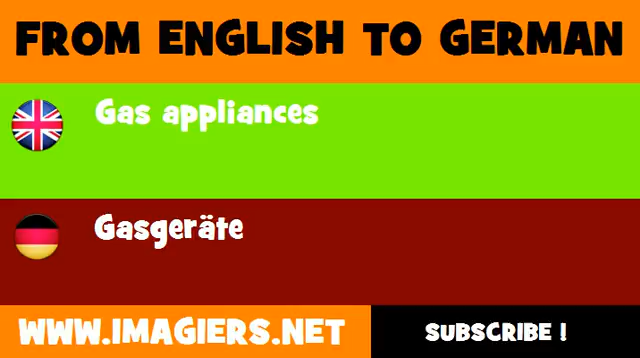 FROM ENGLISH TO GERMAN
Gas appliances
Gasgeräte
WWW.IMAGIERS.NET
SUBSCRIBE !